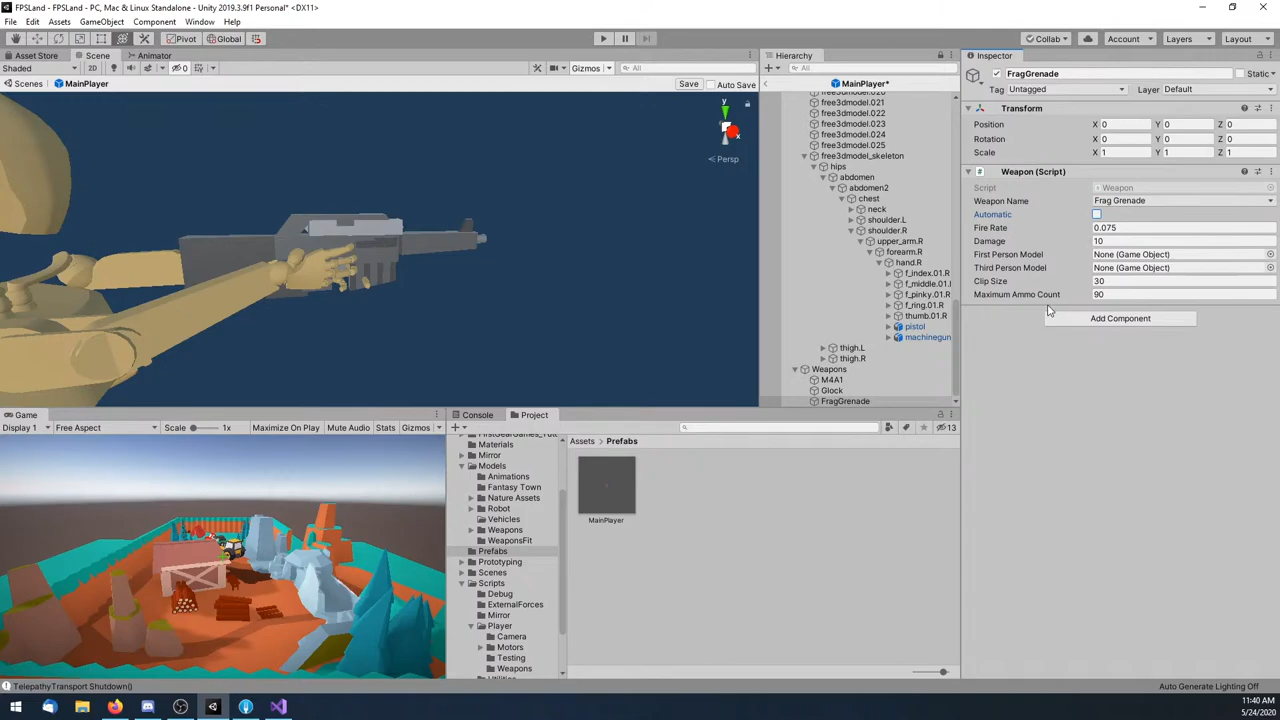 FPSLand - FPSLand - PC, Mac & Linux Standalone - Unity 2019.3.9f1 Personal* <DX11>
File Edit Assets GameObject Component Window Help
Pivot Global Collab Account Layers Layout
Asset Store Scene Animator
Shaded 2D 0 Gizmos All
Scenes MainPlayer Save Auto Save
y
x
Persp
Hierarchy
All
MainPlayer*
free3dmodel.020
free3dmodel.021
free3dmodel.022
free3dmodel.023
free3dmodel.024
free3dmodel.025
free3dmodel_skeleton
hips
abdomen
abdomen2
chest
neck
shoulder.L
shoulder.R
upper_arm.R
forearm.R
hand.R
f_index.01.R
f_middle.01.R
f_pinky.01.R
f_ring.01.R
thumb.01.R
pistol
machinegun
thigh.L
thigh.R
Weapons
M4A1
Glock
FragGrenade
Inspector
FragGrenade Static
Tag Untagged Layer Default
Transform
Position X 0 Y 0 Z 0
Rotation X 0 Y 0 Z 0
Scale X 1 Y 1 Z 1
Weapon (Script)
Script Weapon
Weapon Name Frag Grenade
Automatic
Fire Rate 0.075
Damage 10
First Person Model None (Game Object)
Third Person Model None (Game Object)
Clip Size 30
Maximum Ammo Count 90
Add Component
Game
Display 1 Free Aspect Scale 1x Maximize On Play Mute Audio Stats Gizmos
Console Project
13
Materials
Mirror
Models
Animations
Fantasy Town
Nature Assets
Robot
Vehicles
Weapons
WeaponsFit
Prefabs
Prototyping
Scenes
Scripts
Debug
ExternalForces
Mirror
Player
Camera
Motors
Testing
Weapons
Assets > Prefabs
MainPlayer
TelepathyTransport Shutdown()
Auto Generate Lighting Off
11:40 AM
5/24/2020